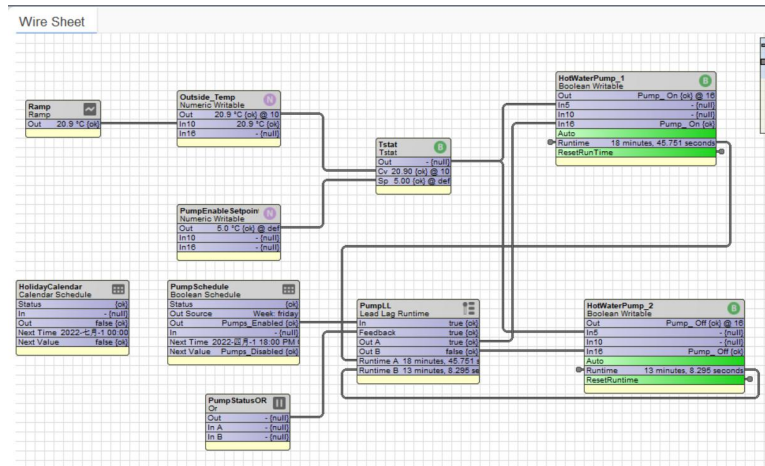 Wire Sheet
Ramp
Ramp
Out 20.9 °C {ok}
Outside_Temp
Numeric Writable
Out 20.9 °C {ok} @ 10
In10 20.9 °C {ok}
In16 - {null}
PumpEnableSetpoint
Numeric Writable
Out 5.0 °C {ok} @ def
In10 - {null}
In16 - {null}
Tstat
Tstat
Out - {null}
Cv 20.90 {ok} @ 10
Sp 5.00 {ok} @ def
HotWaterPump_1
Boolean Writable
Out Pump_ On {ok} @ 16
In5 - {null}
In10 - {null}
In16 Pump_ On {ok}
Auto
Runtime 18 minutes, 45.751 seconds
ResetRunTime
HolidayCalendar
Calendar Schedule
Status {ok}
In - {null}
Out false {ok}
Next Time 2022-七月-1 00:00
Next Value false {ok}
PumpSchedule
Boolean Schedule
Status {ok}
Out Source Week: friday
Out Pumps_Enabled {ok}
In - {null}
Next Time 2022-四月-1 18:00 PM
Next Value Pumps_Disabled {ok}
PumpLL
Lead Lag Runtime
In true {ok}
Feedback true {ok}
Out A true {ok}
Out B false {ok}
Runtime A 18 minutes, 45.751 s
Runtime B 13 minutes, 8.295 se
HotWaterPump_2
Boolean Writable
Out Pump_ Off {ok} @ 16
In5 - {null}
In10 - {null}
In16 Pump_ Off {ok}
Auto
Runtime 13 minutes, 8.295 seconds
ResetRuntime
PumpStatusOR
Or
Out - {null}
In A - {null}
In B - {null}